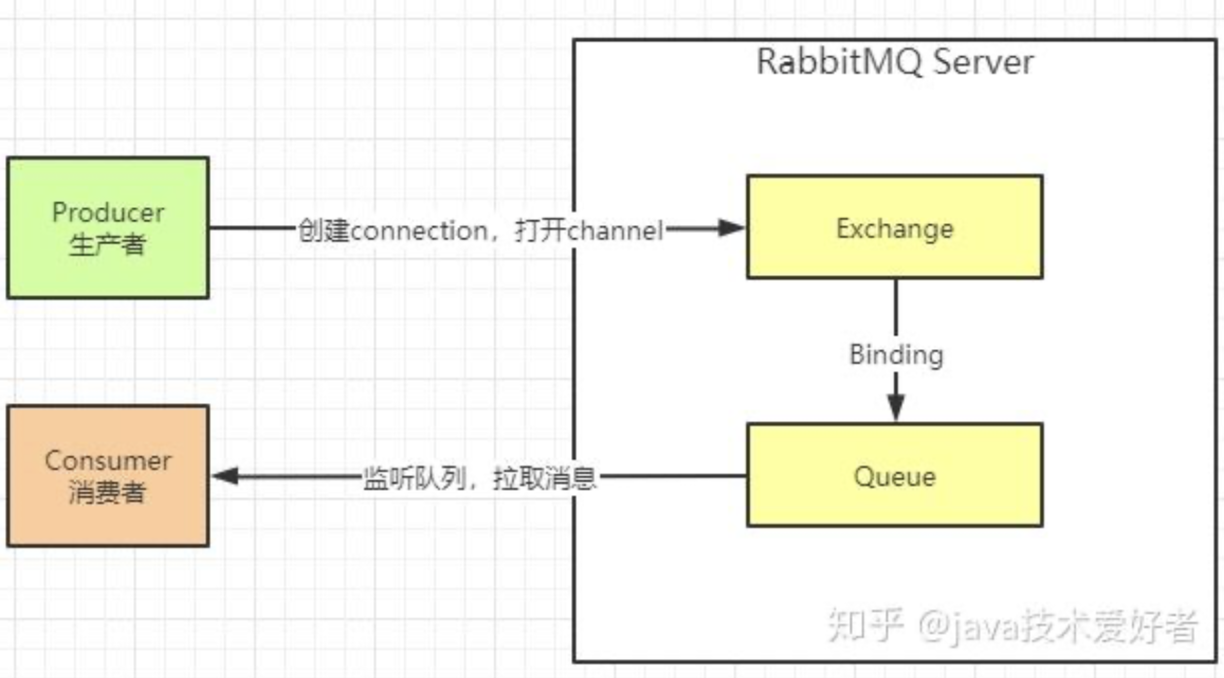 RabbitMQ Server
Producer
生产者
创建connection，打开channel
Exchange
Binding
Consumer
消费者
监听队列，拉取消息
Queue
知乎 @java技术爱好者